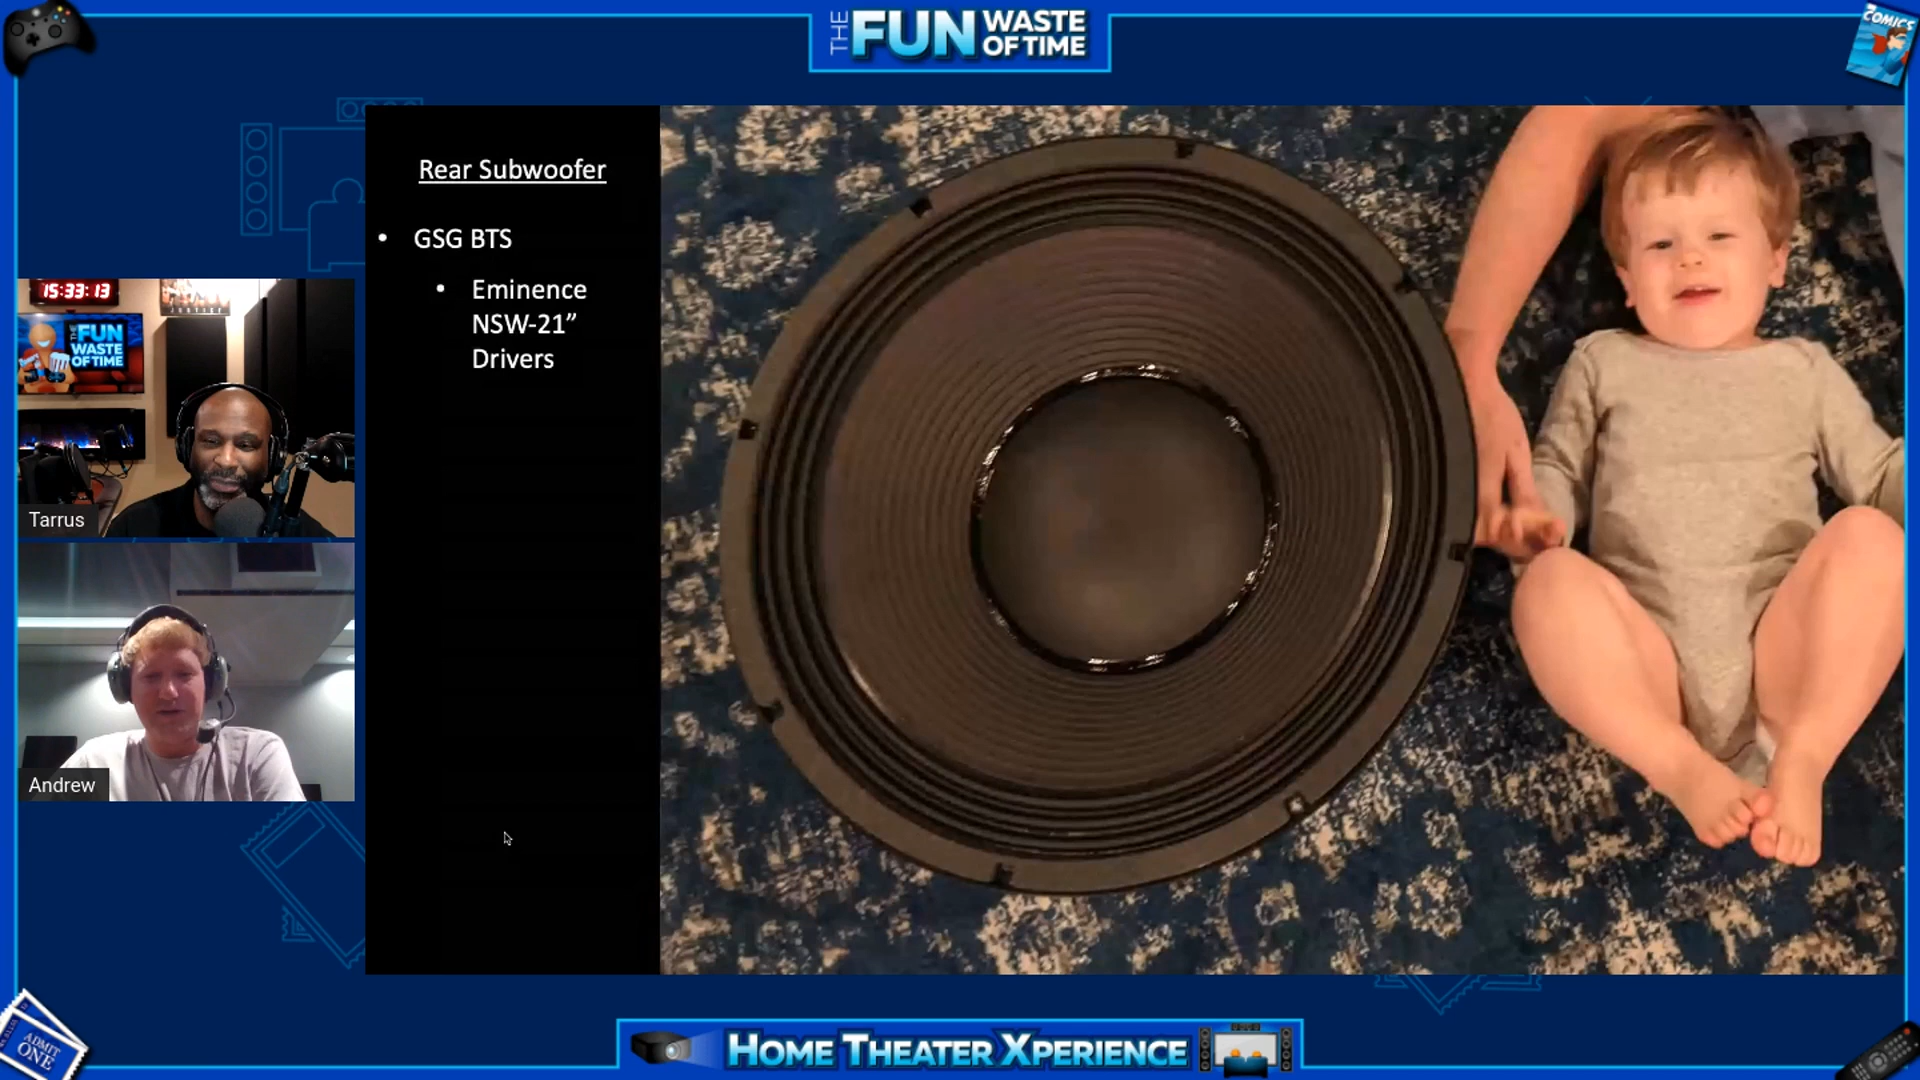 THE FUN WASTE OF TIME
COMICS
Rear Subwoofer
• GSG BTS
• Eminence
NSW-21”
Drivers
15:33:13
THE FUN
WASTE
OF TIME
Tarrus
Andrew
ADMIT
ONE
HOME THEATER XPERIENCE